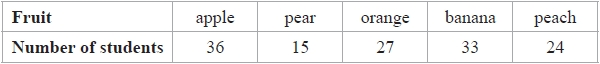 Fruit apple pear orange banana peach
Number of students 36 15 27 33 24